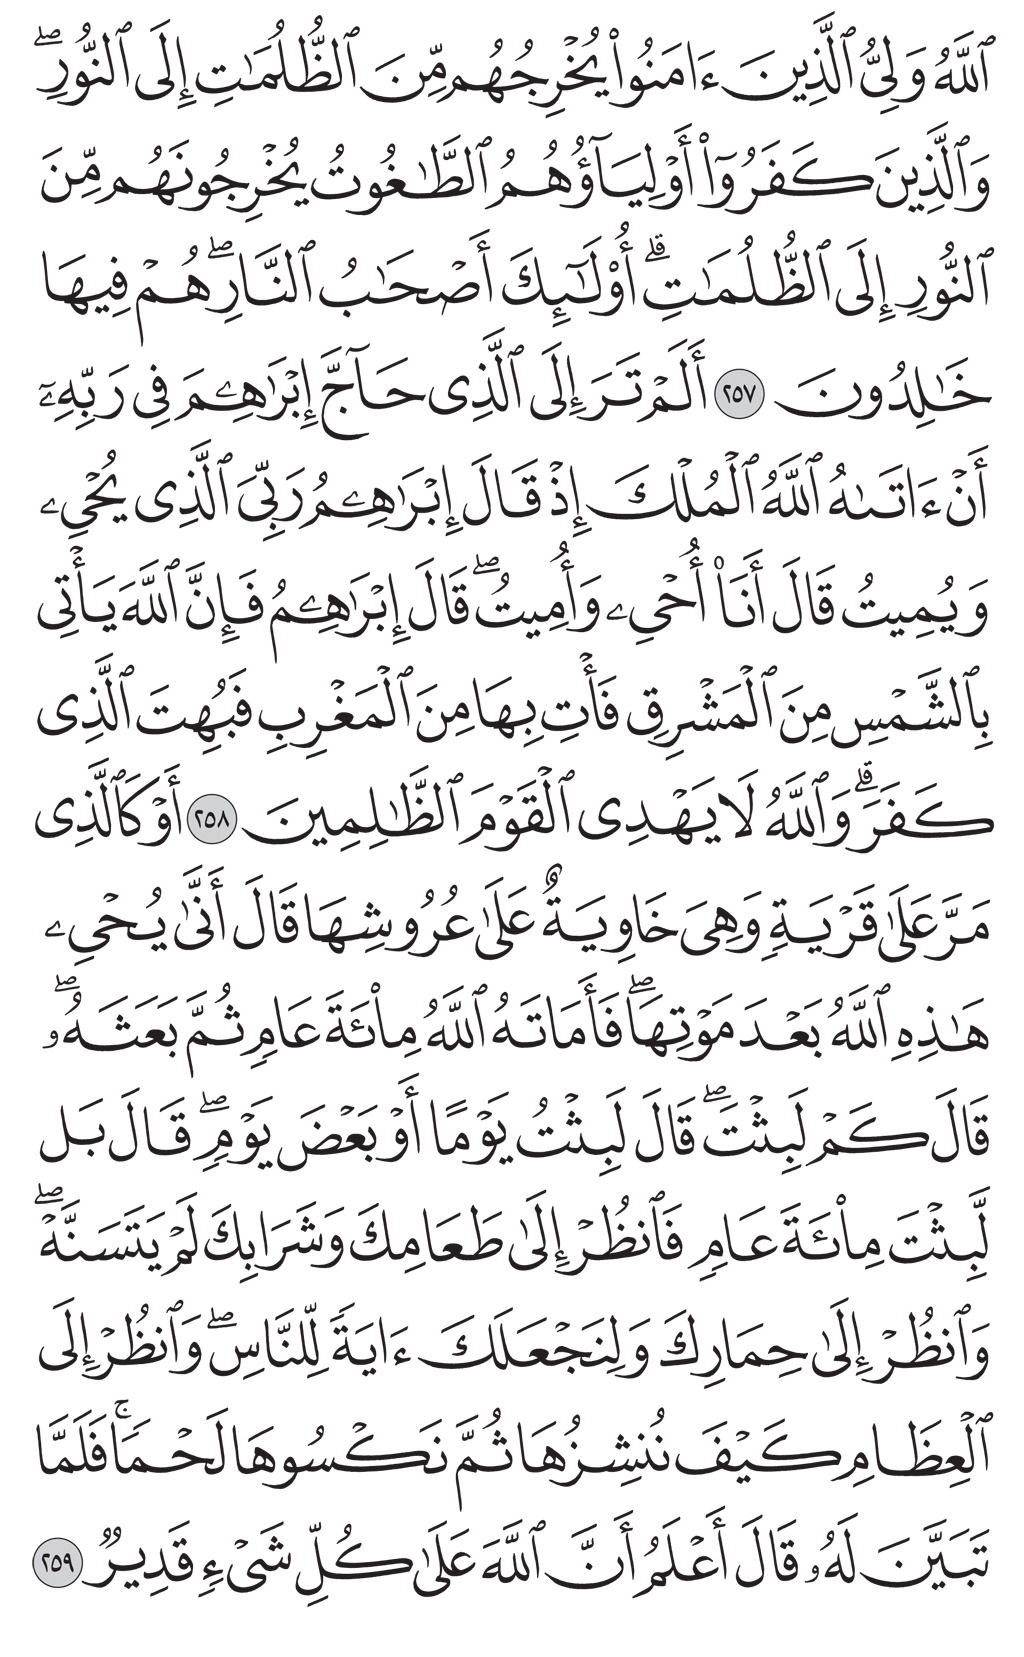 ٱللَّهُ وَلِيُّ ٱلَّذِينَ ءَامَنُوا۟ يُخْرِجُهُم مِّنَ ٱلظُّلُمَٰتِ إِلَى ٱلنُّورِ ۖ
وَٱلَّذِينَ كَفَرُوٓا۟ أَوْلِيَآؤُهُمُ ٱلطَّٰغُوتُ يُخْرِجُونَهُم مِّنَ
ٱلنُّورِ إِلَى ٱلظُّلُمَٰتِ ۗ أُو۟لَٰٓئِكَ أَصْحَٰبُ ٱلنَّارِ ۖ هُمْ فِيهَا
خَٰلِدُونَ ٢٥٧ أَلَمْ تَرَ إِلَى ٱلَّذِى حَآجَّ إِبْرَٰهِۦمَ فِى رَبِّهِۦٓ
أَنْ ءَاتَىٰهُ ٱللَّهُ ٱلْمُلْكَ إِذْ قَالَ إِبْرَٰهِۦمُ رَبِّىَ ٱلَّذِى يُحْىِۦ
وَيُمِيتُ قَالَ أَنَا۠ أُحْىِۦ وَأُمِيتُ ۖ قَالَ إِبْرَٰهِۦمُ فَإِنَّ ٱللَّهَ يَأْتِى
بِٱلشَّمْسِ مِنَ ٱلْمَشْرِقِ فَأْتِ بِهَا مِنَ ٱلْمَغْرِبِ فَبُهِتَ ٱلَّذِى
كَفَرَ ۗ وَٱللَّهُ لَا يَهْدِى ٱلْقَوْمَ ٱلظَّٰلِمِينَ ٢٥٨ أَوْ كَٱلَّذِى
مَرَّ عَلَىٰ قَرْيَةٍ وَهِىَ خَاوِيَةٌ عَلَىٰ عُرُوشِهَا قَالَ أَنَّىٰ يُحْىِۦ
هَٰذِهِ ٱللَّهُ بَعْدَ مَوْتِهَا ۖ فَأَمَاتَهُ ٱللَّهُ مِا۟ئَةَ عَامٍ ثُمَّ بَعَثَهُۥ ۖ
قَالَ كَمْ لَبِثْتَ ۖ قَالَ لَبِثْتُ يَوْمًا أَوْ بَعْضَ يَوْمٍ ۖ قَالَ بَل
لَّبِثْتَ مِا۟ئَةَ عَامٍ فَٱنظُرْ إِلَىٰ طَعَامِكَ وَشَرَابِكَ لَمْ يَتَسَنَّهْ ۖ
وَٱنظُرْ إِلَىٰ حِمَارِكَ وَلِنَجْعَلَكَ ءَايَةً لِّلنَّاسِ ۖ وَٱنظُرْ إِلَى
ٱلْعِظَامِ كَيْفَ نُنشِزُهَا ثُمَّ نَكْسُوهَا لَحْمًا ۚ فَلَمَّا
تَبَيَّنَ لَهُۥ قَالَ أَعْلَمُ أَنَّ ٱللَّهَ عَلَىٰ كُلِّ شَىْءٍ قَدِيرٌ ٢٥٩